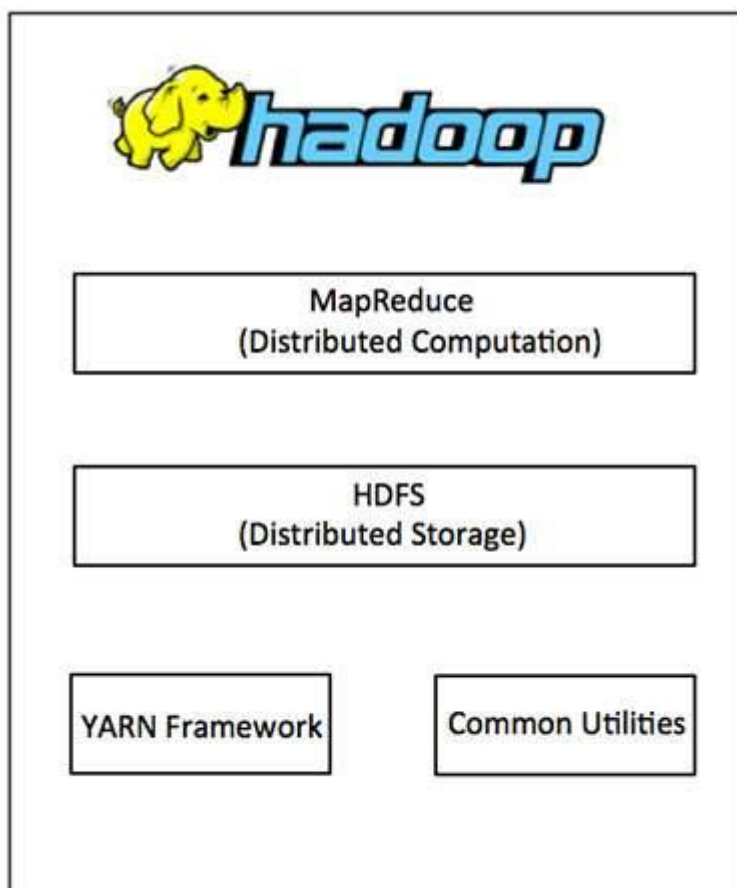 hadoop
MapReduce
(Distributed Computation)
HDFS
(Distributed Storage)
YARN Framework
Common Utilities